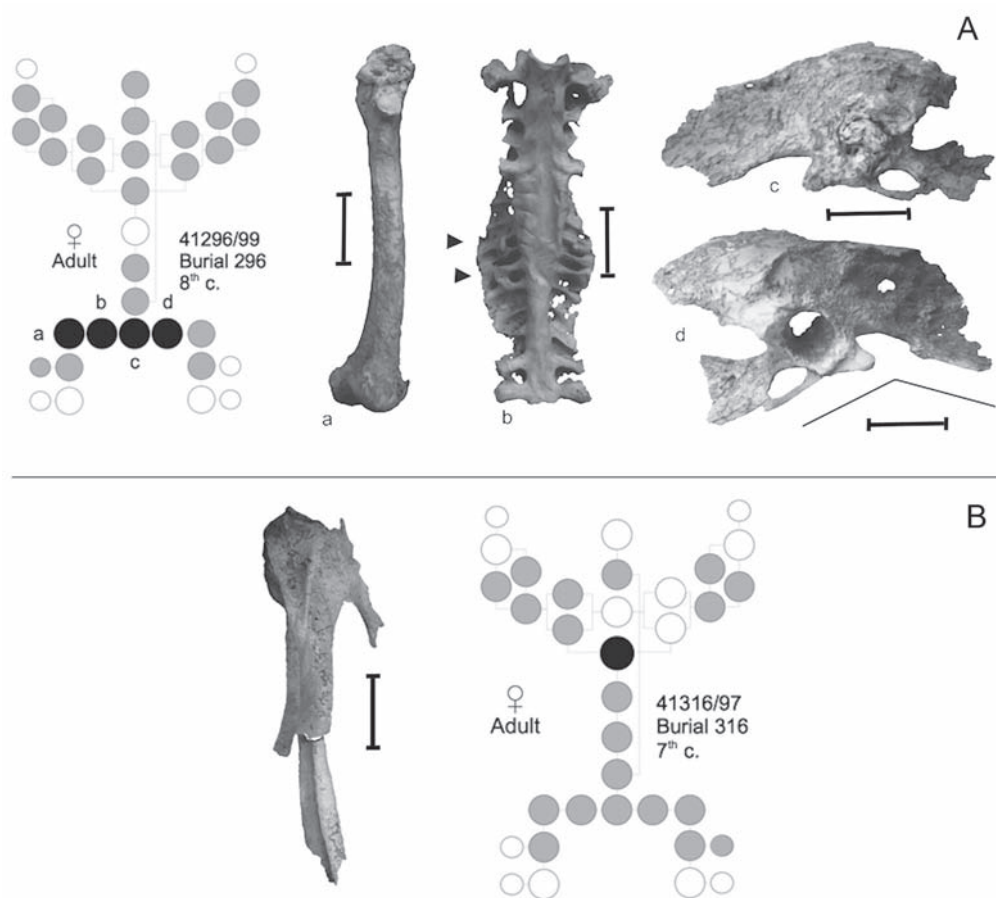 A
♀
Adult
41296/99
Burial 296
8th c.
b
d
a
c
a
b
c
d
B
♀
Adult
41316/97
Burial 316
7th c.